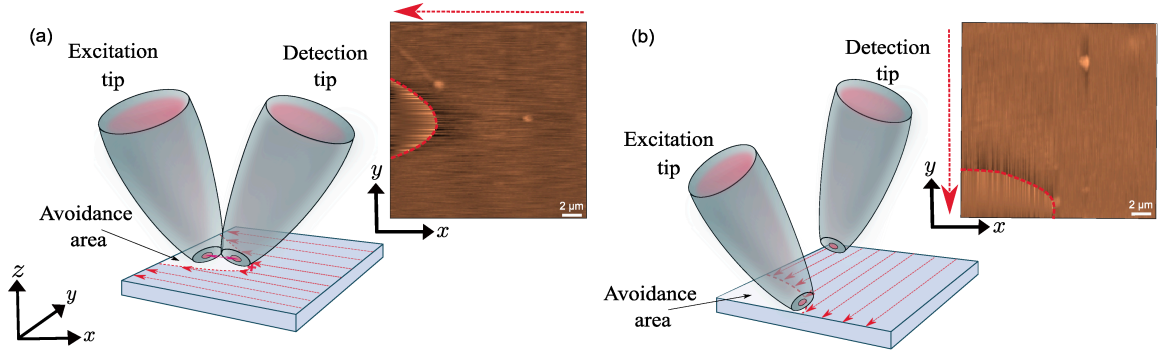 (a)
Excitation
tip
Detection
tip
y
x
2 μm
Avoidance
area
z
y
x
(b)
Detection
tip
Excitation
tip
y
x
2 μm
Avoidance
area